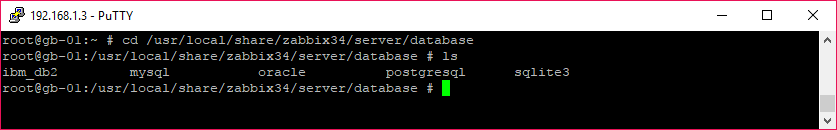 192.168.1.3 - PuTTY
root@gb-01:~ # cd /usr/local/share/zabbix34/server/database
root@gb-01:/usr/local/share/zabbix34/server/database # ls
ibm_db2 mysql oracle postgresql sqlite3
root@gb-01:/usr/local/share/zabbix34/server/database #